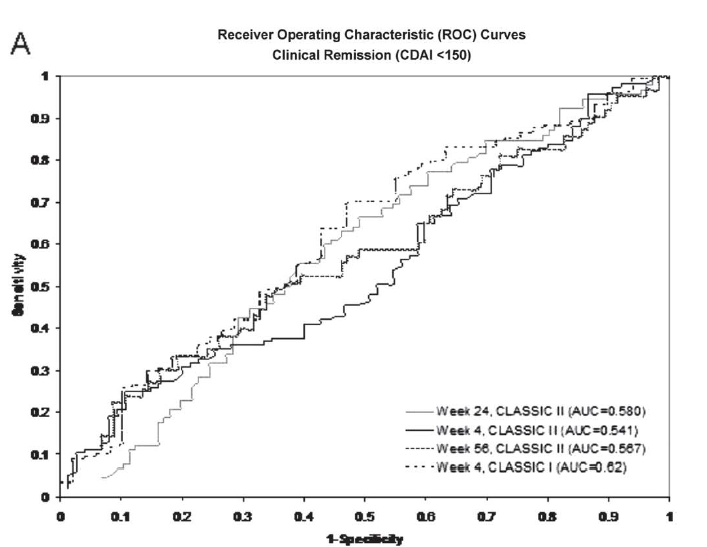 A
Receiver Operating Characteristic (ROC) Curves
Clinical Remission (CDAI <150)
1
0.9
0.8
0.7
0.6
0.5
0.4
0.3
0.2
0.1
0
Sensitivity
Week 24, CLASSIC II (AUC=0.580)
Week 4, CLASSIC II (AUC=0.541)
Week 56, CLASSIC II (AUC=0.567)
Week 4, CLASSIC I (AUC=0.62)
0 0.1 0.2 0.3 0.4 0.5 0.6 0.7 0.8 0.9 1
1-Specificity